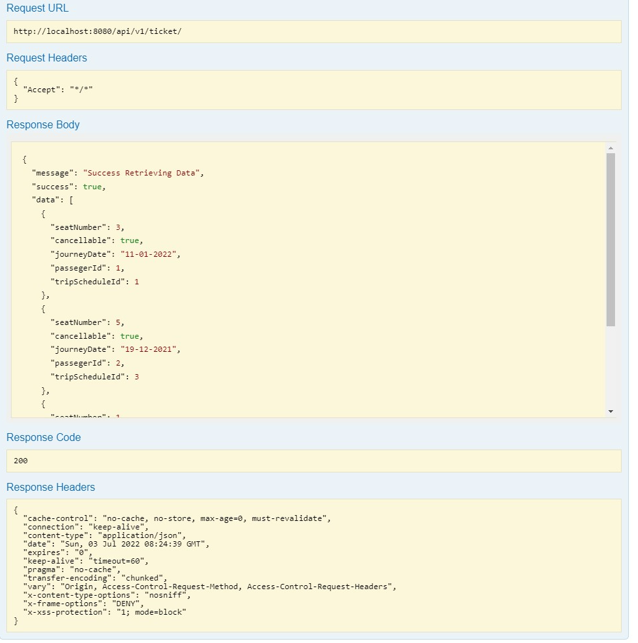 Request URL
http://localhost:8080/api/v1/ticket/
Request Headers
{
  "Accept": "*/*"
}
Response Body
{
  "message": "Success Retrieving Data",
  "success": true,
  "data": [
    {
      "seatNumber": 3,
      "cancellable": true,
      "journeyDate": "11-01-2022",
      "passegerId": 1,
      "tripScheduleId": 1
    },
    {
      "seatNumber": 5,
      "cancellable": true,
      "journeyDate": "19-12-2021",
      "passegerId": 2,
      "tripScheduleId": 3
    },
    {
      "seatNumber": 1
Response Code
200
Response Headers
{
  "cache-control": "no-cache, no-store, max-age=0, must-revalidate",
  "connection": "keep-alive",
  "content-type": "application/json",
  "date": "Sun, 03 Jul 2022 08:24:39 GMT",
  "expires": "0",
  "keep-alive": "timeout=60",
  "pragma": "no-cache",
  "transfer-encoding": "chunked",
  "vary": "Origin, Access-Control-Request-Method, Access-Control-Request-Headers",
  "x-content-type-options": "nosniff",
  "x-frame-options": "DENY",
  "x-xss-protection": "1; mode=block"
}